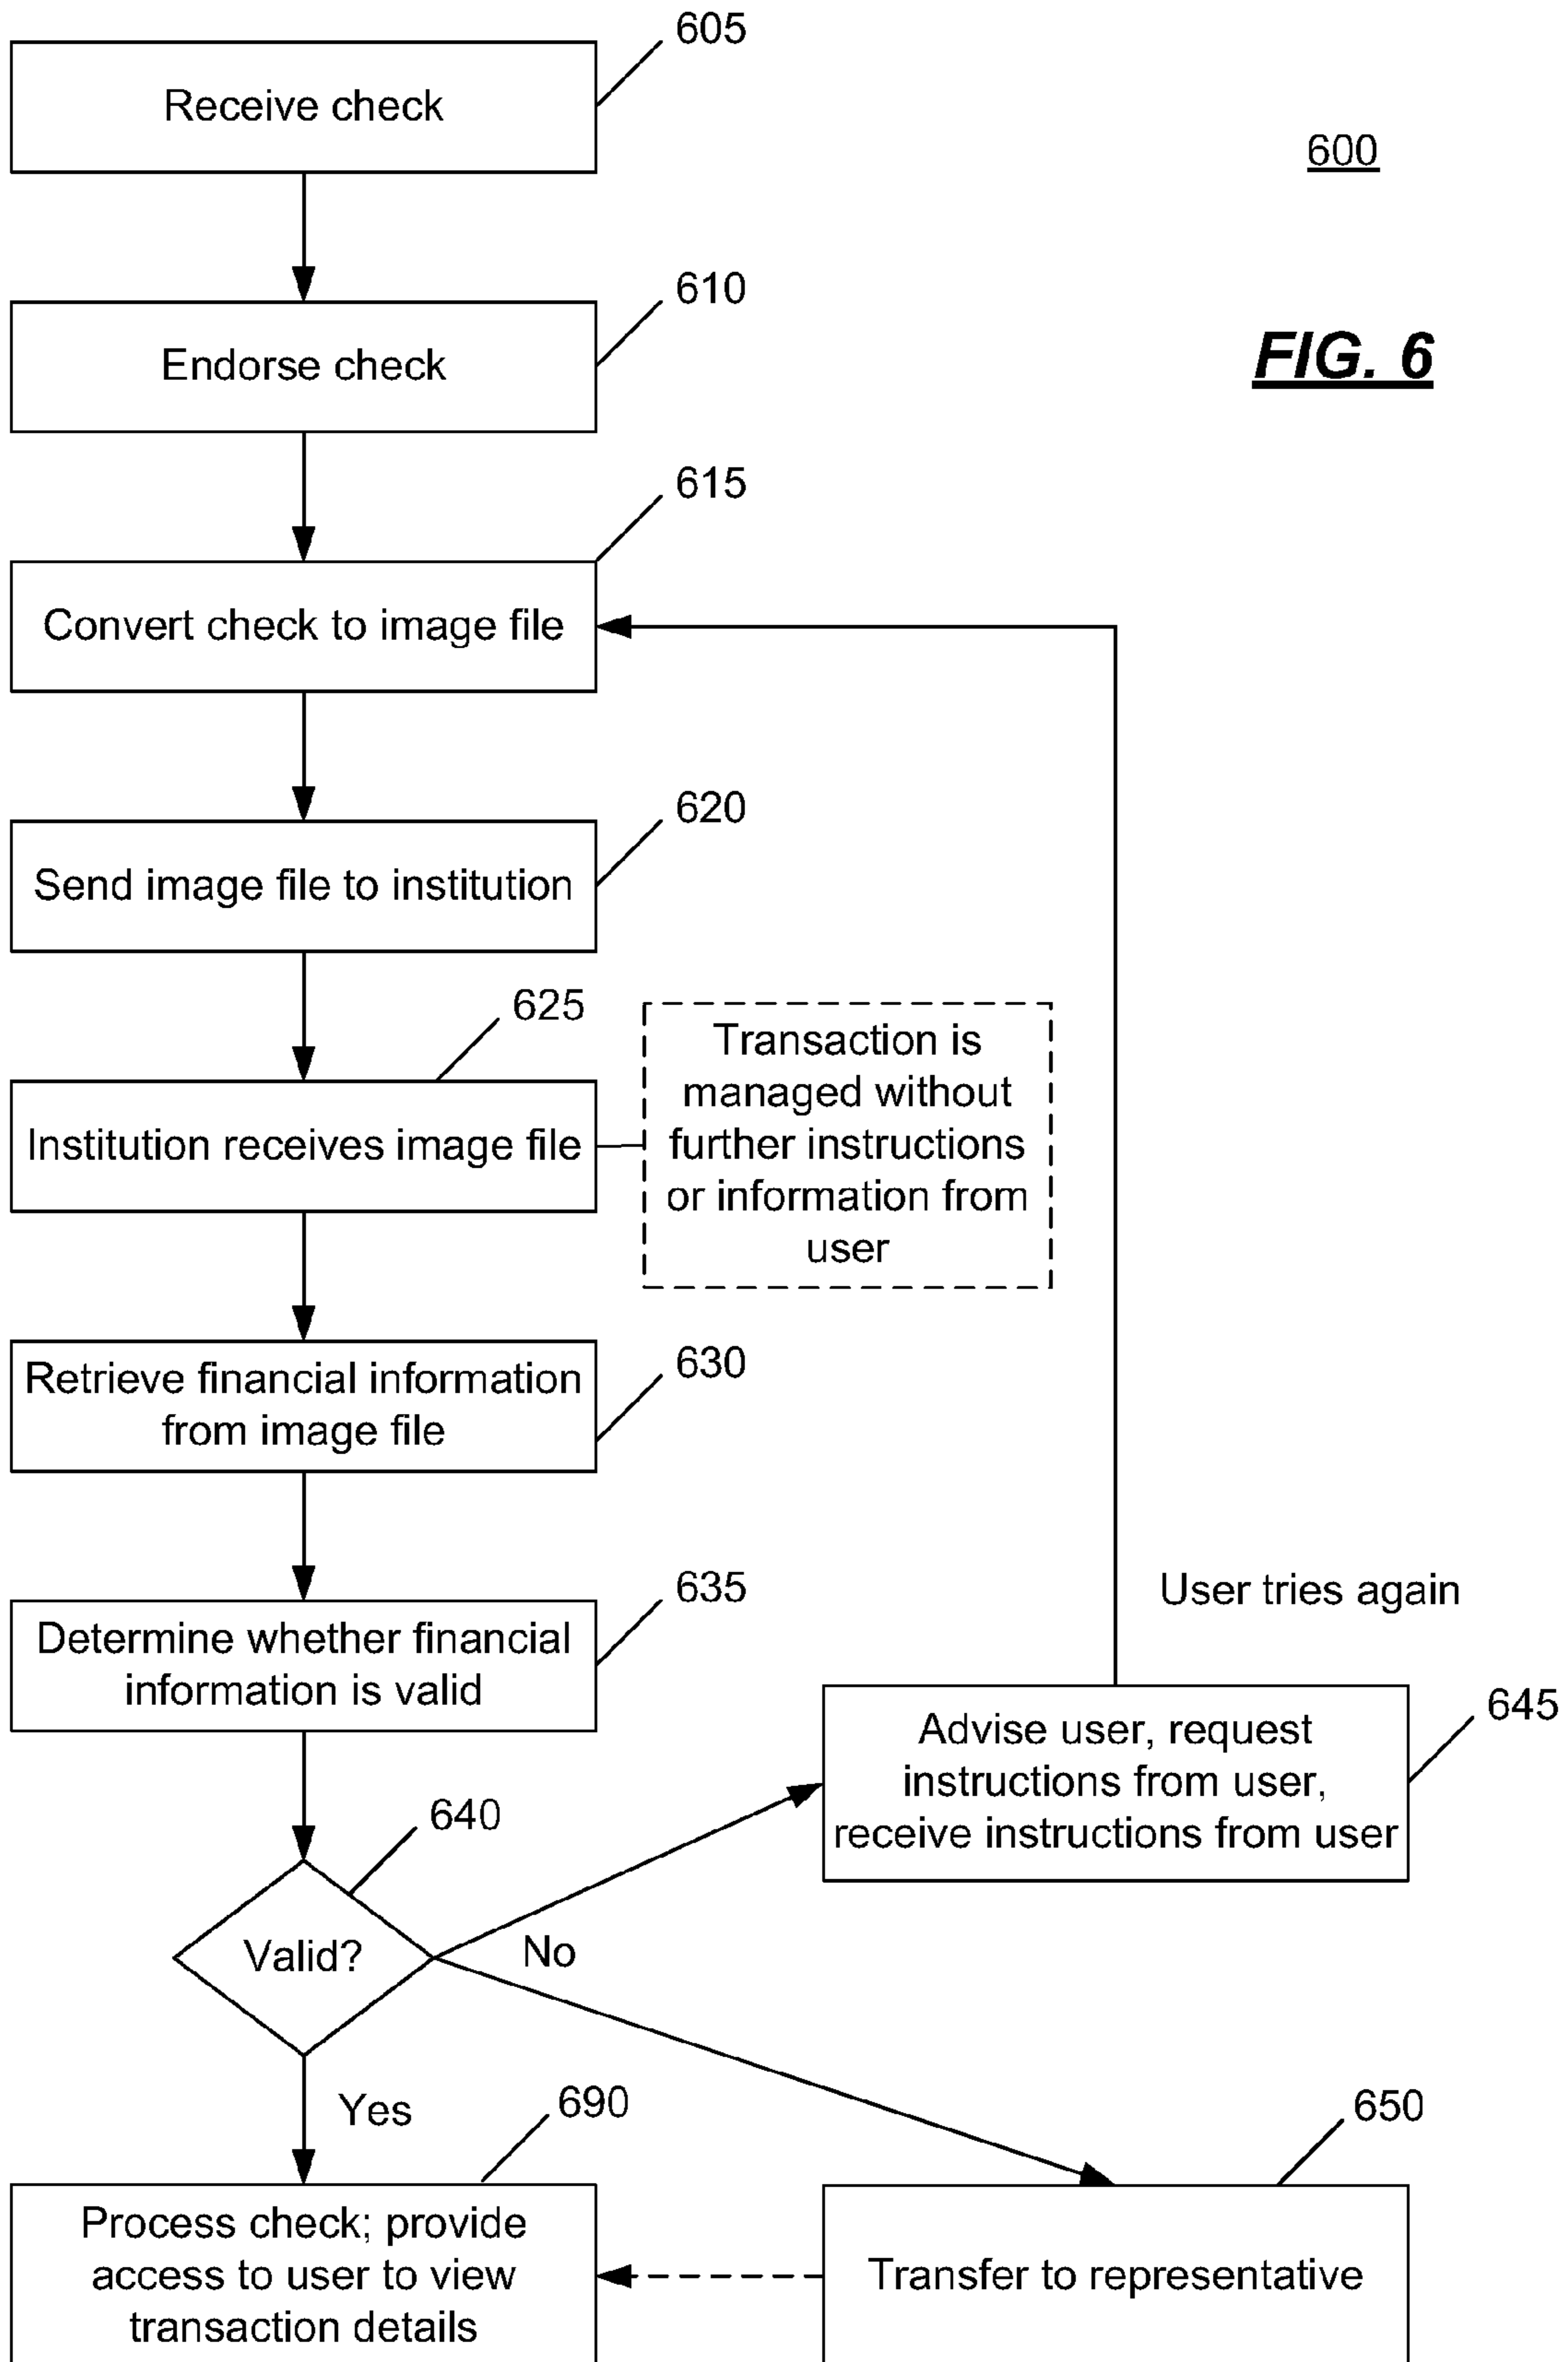 605
Receive check
600
610
Endorse check
FIG. 6
615
Convert check to image file
620
Send image file to institution
625
Institution receives image file
Transaction is
managed without
further instructions
or information from
user
630
Retrieve financial information
from image file
635
Determine whether financial
information is valid
User tries again
645
Advise user, request
instructions from user,
receive instructions from user
640
Valid?
No
Yes
690
Process check; provide
access to user to view
transaction details
650
Transfer to representative